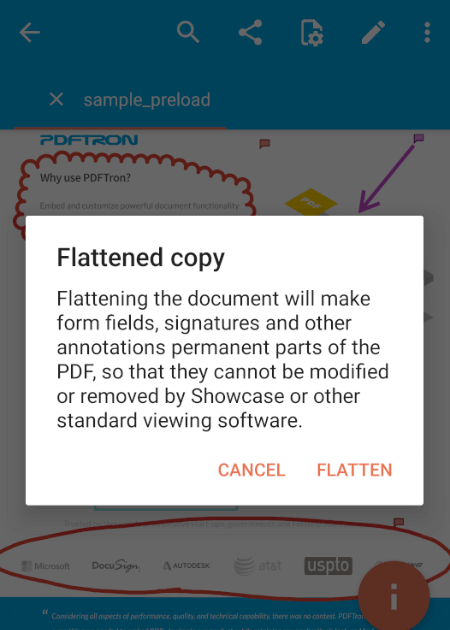 sample_preload
PDFTRON
Why use PDFTron?
Embed and customize powerful document functionality
PDF
Flattened copy
Flattening the document will make
form fields, signatures and other
annotations permanent parts of the
PDF, so that they cannot be modified
or removed by Showcase or other
standard viewing software.
CANCEL FLATTEN
Microsoft DocuSign AUTODESK at&t uspto
i
" Considering all aspects of performance, quality, and technical capability, there was no contest. PDFTron